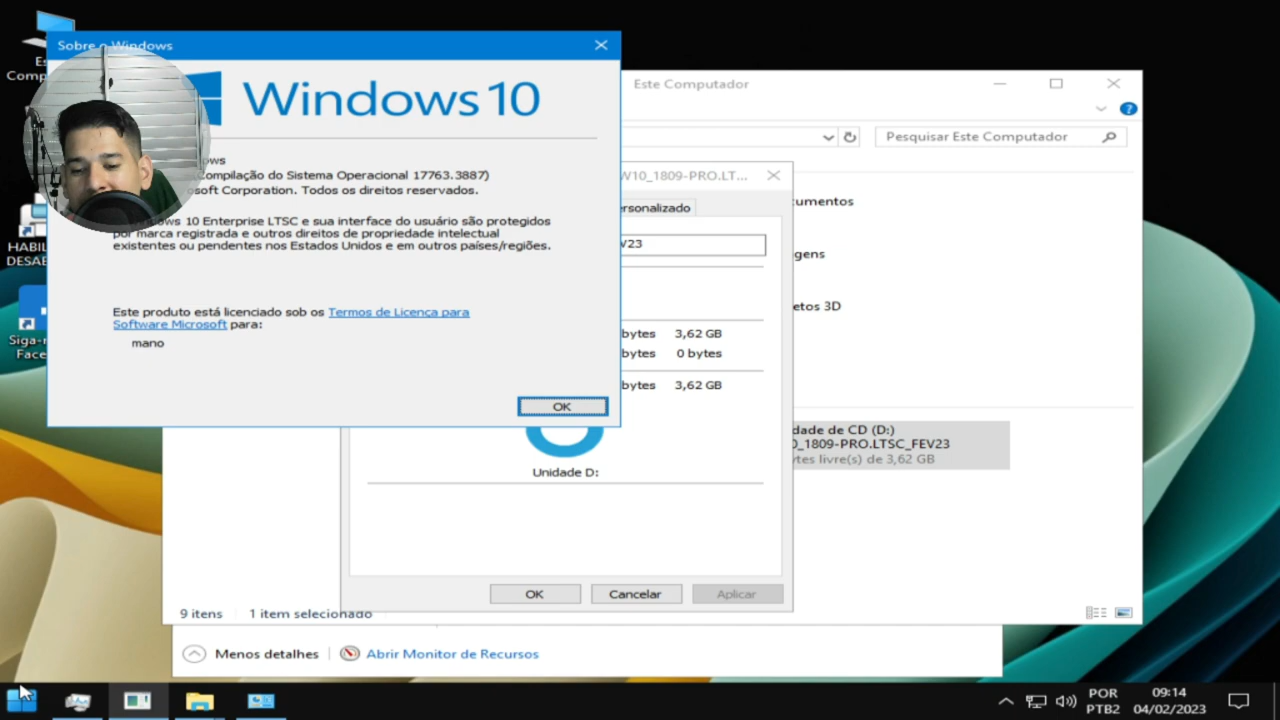 Sobre o Windows
Windows 10
Compilação do Sistema Operacional 17763.3887)
Corporation. Todos os direitos reservados.
10 Enterprise LTSC e sua interface do usuário são protegidos
por marca registrada e outros direitos de propriedade intelectual
existentes ou pendentes nos Estados Unidos e em outros países/regiões.
Este produto está licenciado sob os Termos de Licença para
Software Microsoft para:
mano
OK
Este Computador
Pesquisar Este Computador
W10_1809-PRO.LT...
ersonalizado
V23
bytes 3,62 GB
bytes 0 bytes
bytes 3,62 GB
Unidade D:
OK
Cancelar
Aplicar
umentos
gens
etos 3D
dade de CD (D:)
0_1809-PRO.LTSC_FEV23
ytes livre(s) de 3,62 GB
9 itens
1 item selecionado
Menos detalhes
Abrir Monitor de Recursos
Comp
HABIL
DESAB
Siga-
Face
POR
PTB2
09:14
04/02/2023